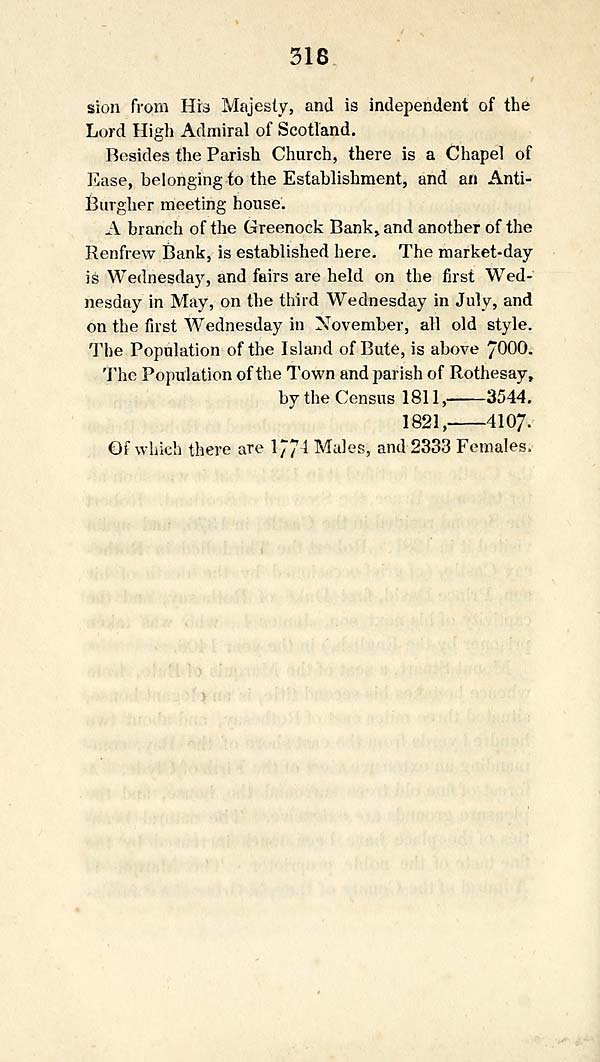 318
sion from His Majesty, and is independent of the
Lord High Admiral of Scotland.
Besides the Parish Church, there is a Chapel of
Ease, belonging to the Establishment, and an Anti-
Burgher meeting house.
A branch of the Greenock Bank, and another of the
Renfrew Bank, is established here. The market-day
is Wednesday, and fairs are held on the first Wed-
nesday in May, on the third Wednesday in July, and
on the first Wednesday in November, all old style.
The Population of the Island of Bute, is above 7000.
The Population of the Town and parish of Rothesay,
by the Census 1811,——3544.
1821,——4107.
Of which there are 1774 Males, and 2333 Females.